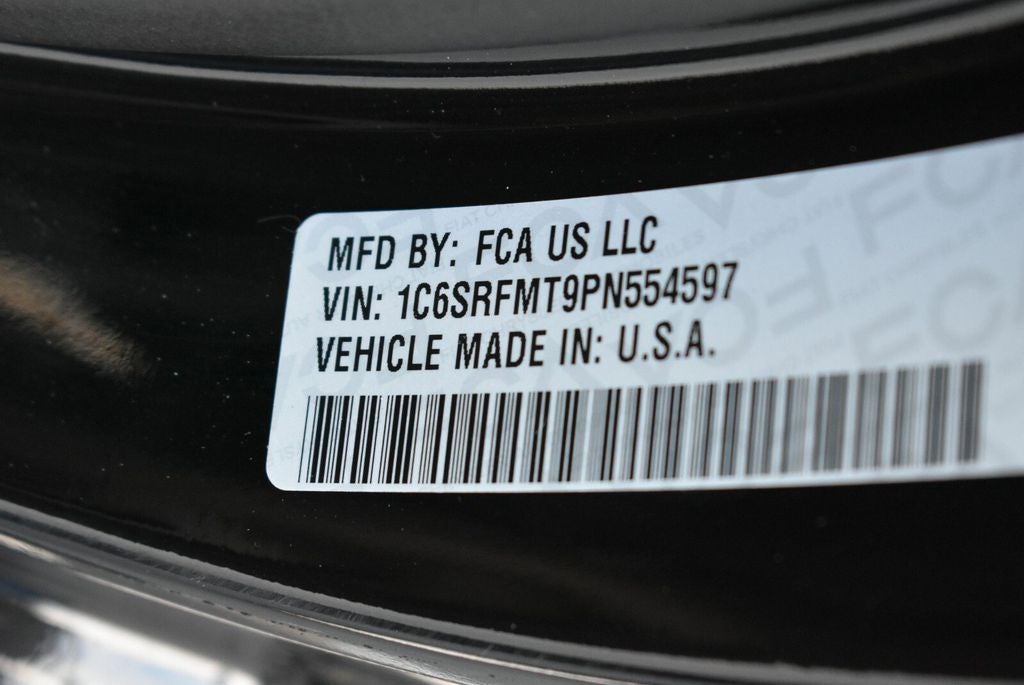 MFD BY: FCA US LLC
VIN: 1C6SRFMT9PN554597
VEHICLE MADE IN: U.S.A.